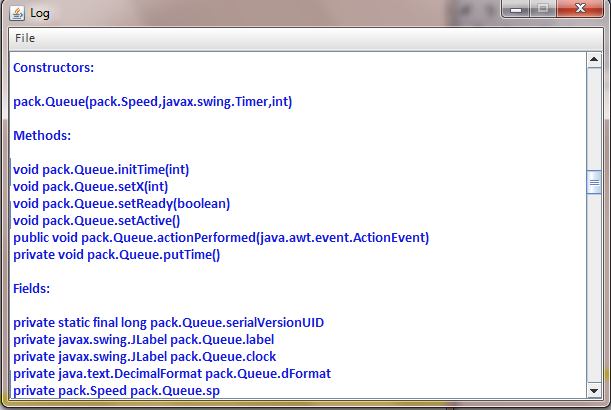 Log
File
Constructors:
pack.Queue(pack.Speed,javax.swing.Timer,int)
Methods:
void pack.Queue.initTime(int)
void pack.Queue.setX(int)
void pack.Queue.setReady(boolean)
void pack.Queue.setActive()
public void pack.Queue.actionPerformed(java.awt.event.ActionEvent)
private void pack.Queue.putTime()
Fields:
private static final long pack.Queue.serialVersionUID
private javax.swing.JLabel pack.Queue.label
private javax.swing.JLabel pack.Queue.clock
private java.text.DecimalFormat pack.Queue.dFormat
private pack.Speed pack.Queue.sp